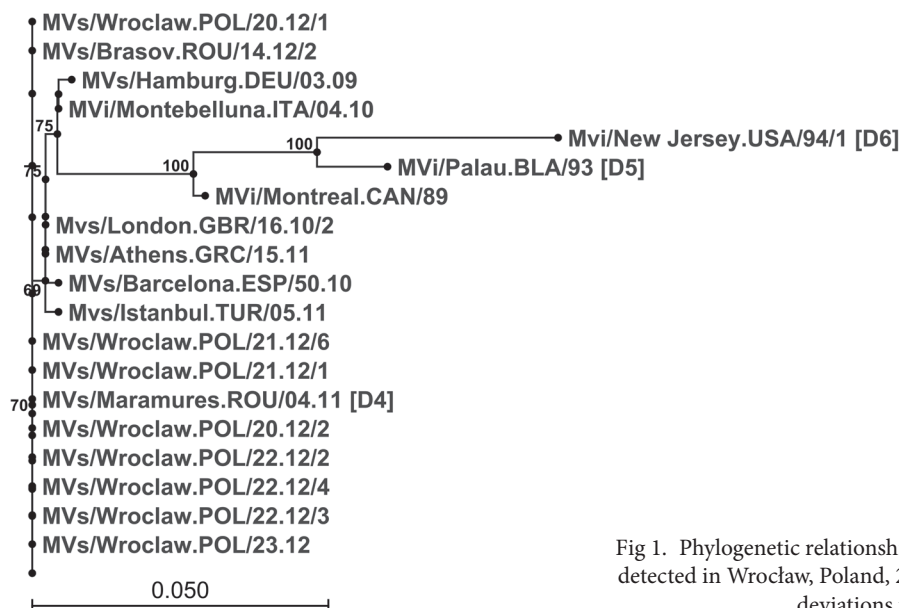 MVs/Wroclaw.POL/20.12/1
MVs/Brasov.ROU/14.12/2
MVs/Hamburg.DEU/03.09
MVi/Montebelluna.ITA/04.10
75
100
Mvi/New Jersey.USA/94/1 [D6]
75
100
MVi/Palau.BLA/93 [D5]
MVi/Montreal.CAN/89
Mvs/London.GBR/16.10/2
MVs/Athens.GRC/15.11
MVs/Barcelona.ESP/50.10
69
Mvs/Istanbul.TUR/05.11
MVs/Wroclaw.POL/21.12/6
MVs/Wroclaw.POL/21.12/1
70
MVs/Maramures.ROU/04.11 [D4]
MVs/Wroclaw.POL/20.12/2
MVs/Wroclaw.POL/22.12/2
MVs/Wroclaw.POL/22.12/4
MVs/Wroclaw.POL/22.12/3
MVs/Wroclaw.POL/23.12
0.050
Fig 1. Phylogenetic relationsh
detected in Wrocław, Poland, 2
deviations